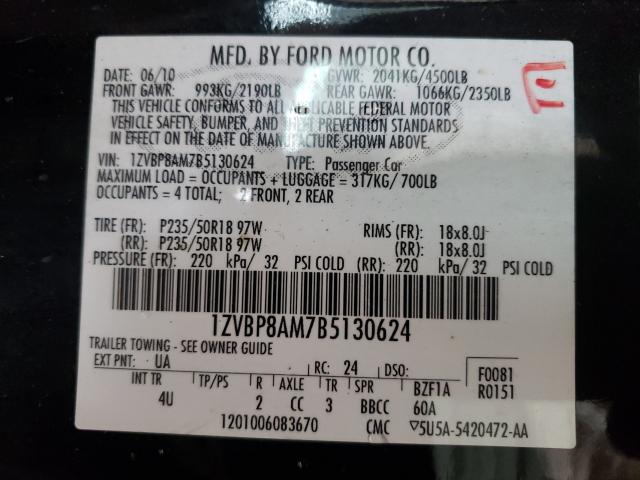 MFD. BY FORD MOTOR CO.
DATE: 06/10 GVWR: 2041KG/4500LB
FRONT GAWR: 993KG/2190LB REAR GAWR: 1066KG/2350LB
THIS VEHICLE CONFORMS TO ALL APPLICABLE FEDERAL MOTOR
VEHICLE SAFETY, BUMPER, AND THEFT PREVENTION STANDARDS
IN EFFECT ON THE DATE OF MANUFACTURE SHOWN ABOVE.
VIN: 1ZVBP8AM7B5130624 TYPE: Passenger Car
MAXIMUM LOAD = OCCUPANTS + LUGGAGE = 317KG/700LB
OCCUPANTS = 4 TOTAL; 2 FRONT, 2 REAR
TIRE (FR): P235/50R18 97W RIMS (FR): 18x8.0J
(RR): P235/50R18 97W (RR): 18x8.0J
PRESSURE (FR): 220 kPa/ 32 PSI COLD (RR): 220 kPa/ 32 PSI COLD
1ZVBP8AM7B5130624
TRAILER TOWING - SEE OWNER GUIDE
EXT PNT: UA RC: 24 DSO: F0081
R0151
INT TR TP/PS R AXLE TR SPR BZF1A
4U 2 CC 3 BBCC 60A
1201006083670 CMC ▽5U5A-5420472-AA